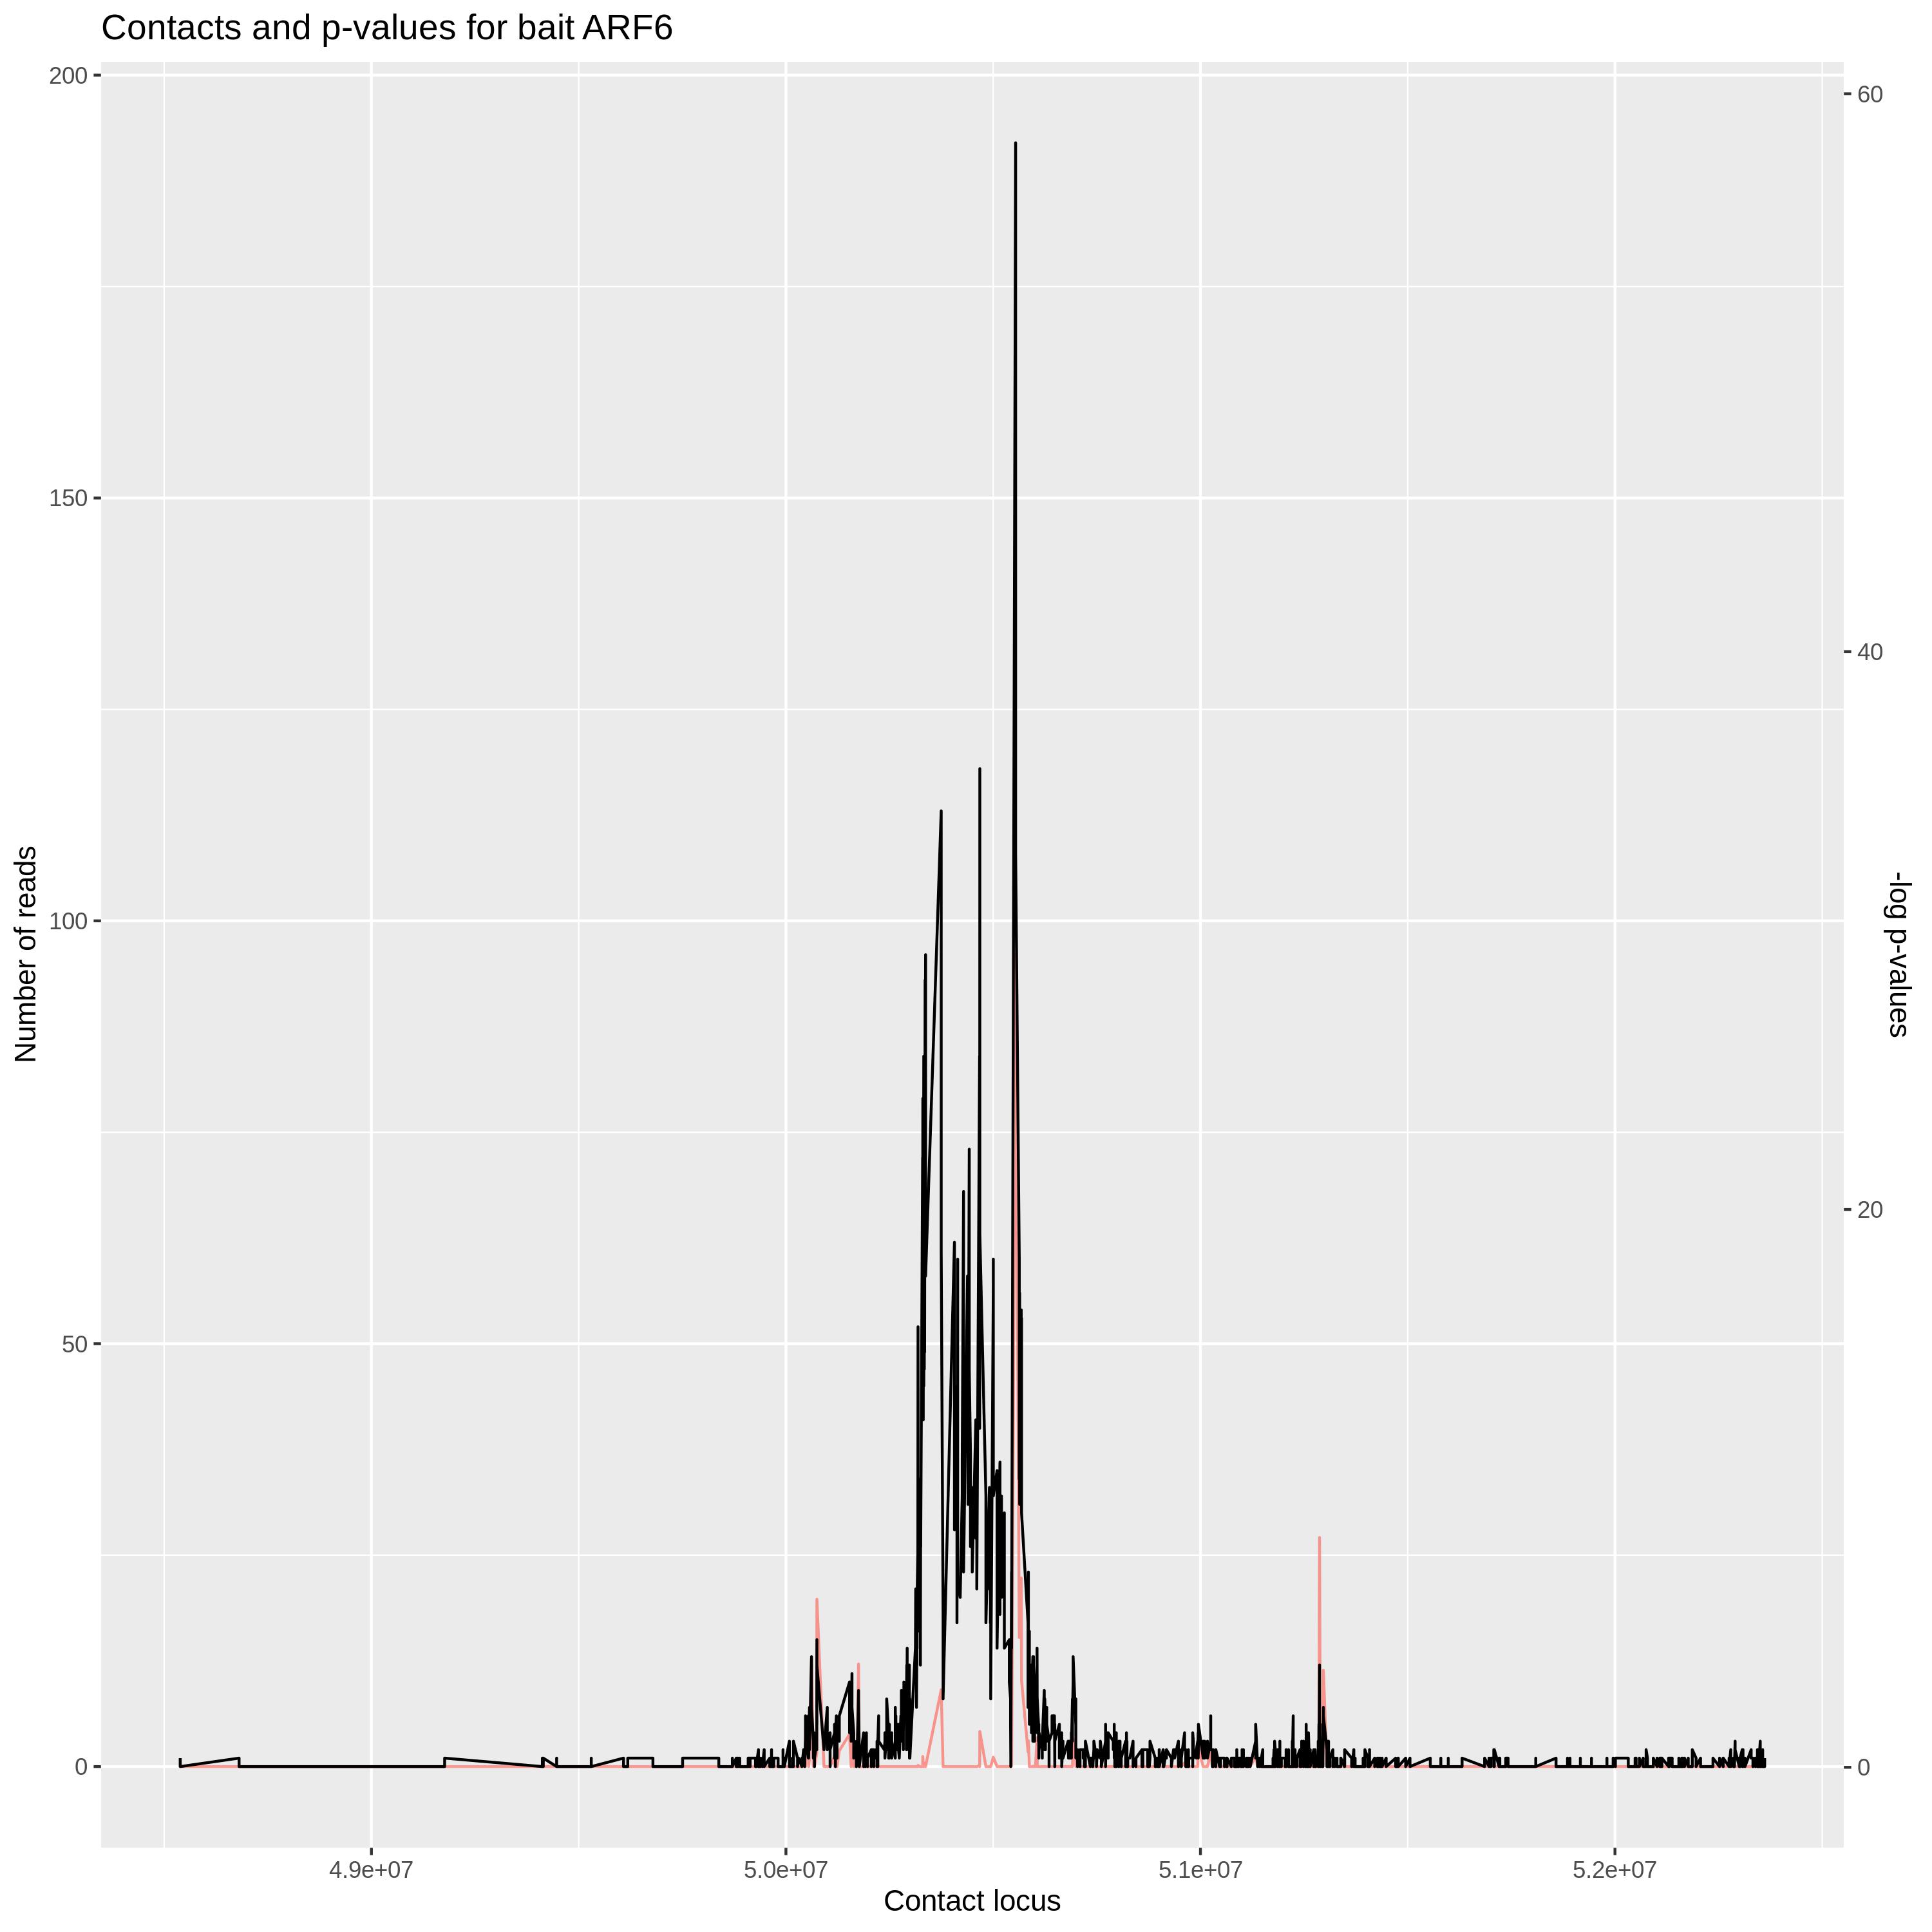 Contacts and p-values for bait ARF6
200
150
100
50
0
60
40
20
0
Number of reads
-log p-values
4.9e+07
5.0e+07
5.1e+07
5.2e+07
Contact locus